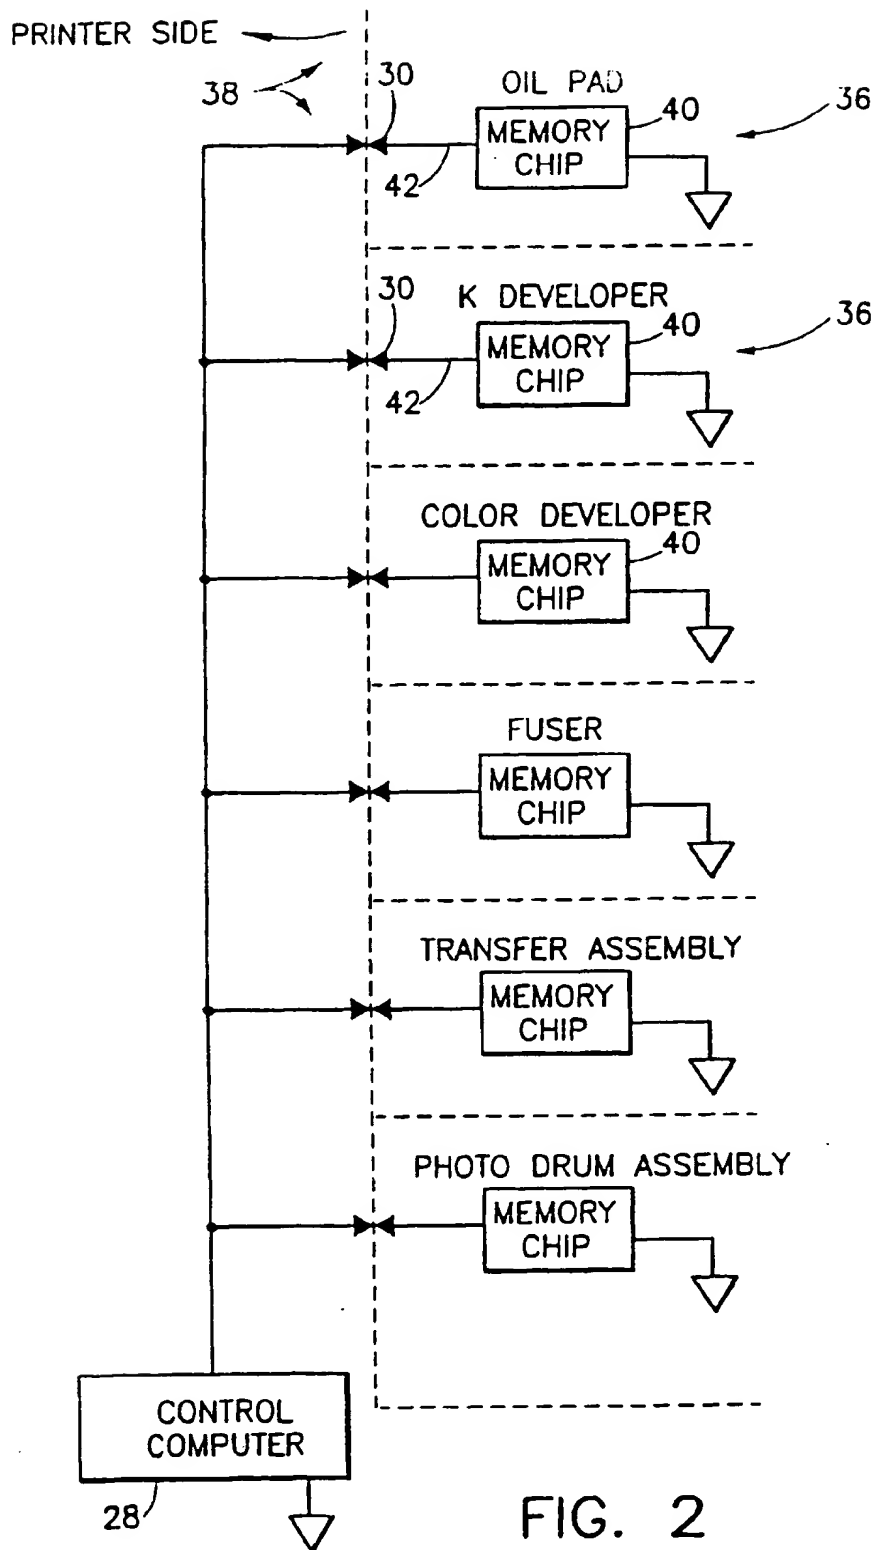 PRINTER SIDE
38
30
OIL PAD
40
36
MEMORY
CHIP
42
30
K DEVELOPER
40
36
MEMORY
CHIP
42
COLOR DEVELOPER
40
MEMORY
CHIP
FUSER
MEMORY
CHIP
TRANSFER ASSEMBLY
MEMORY
CHIP
PHOTO DRUM ASSEMBLY
MEMORY
CHIP
CONTROL
COMPUTER
28
FIG. 2